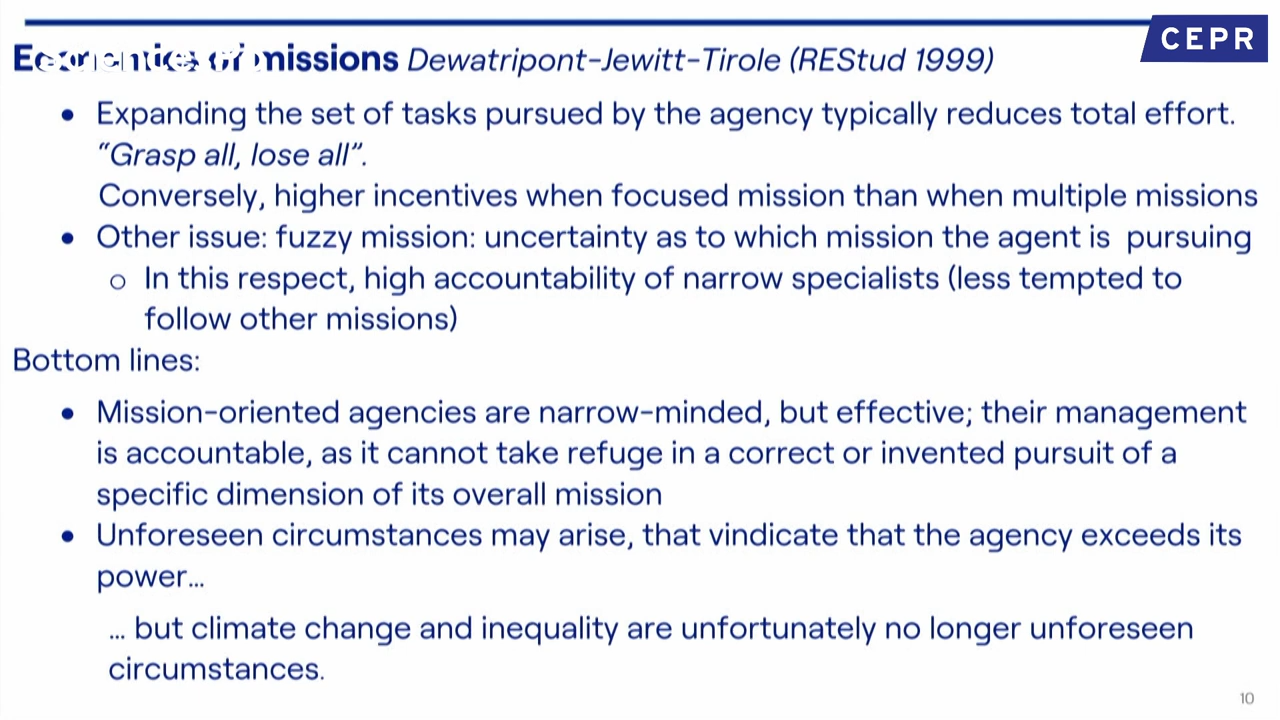 CEPR
missions Dewatripont-Jewitt-Tirole (REStud 1999)
• Expanding the set of tasks pursued by the agency typically reduces total effort.
“Grasp all, lose all”.
Conversely, higher incentives when focused mission than when multiple missions
• Other issue: fuzzy mission: uncertainty as to which mission the agent is pursuing
o In this respect, high accountability of narrow specialists (less tempted to
follow other missions)
Bottom lines:
• Mission-oriented agencies are narrow-minded, but effective; their management
is accountable, as it cannot take refuge in a correct or invented pursuit of a
specific dimension of its overall mission
• Unforeseen circumstances may arise, that vindicate that the agency exceeds its
power…
… but climate change and inequality are unfortunately no longer unforeseen
circumstances.
10